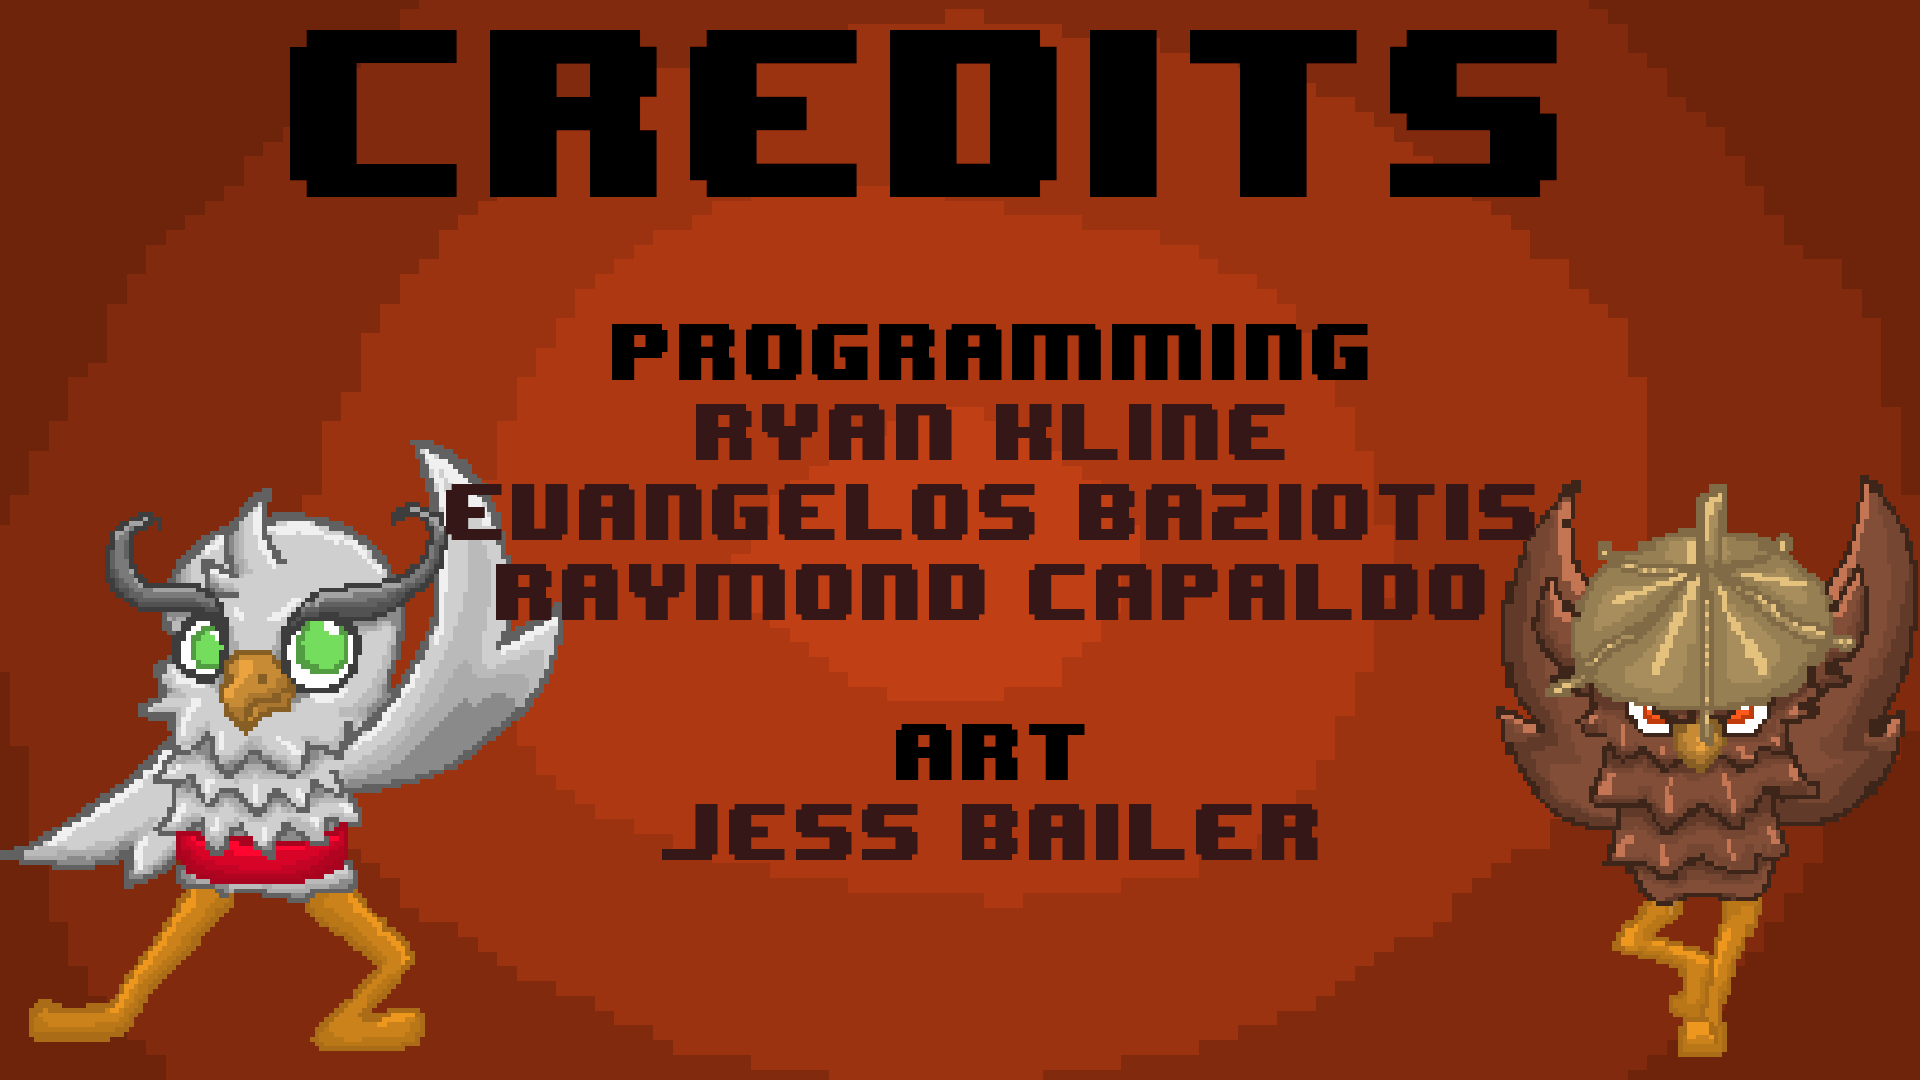 CREDITS
PROGRAMMING
RYAN KLINE
EVANGELOS BAZIOTIS
RAYMOND CAPALDO
ART
JESS BAILER